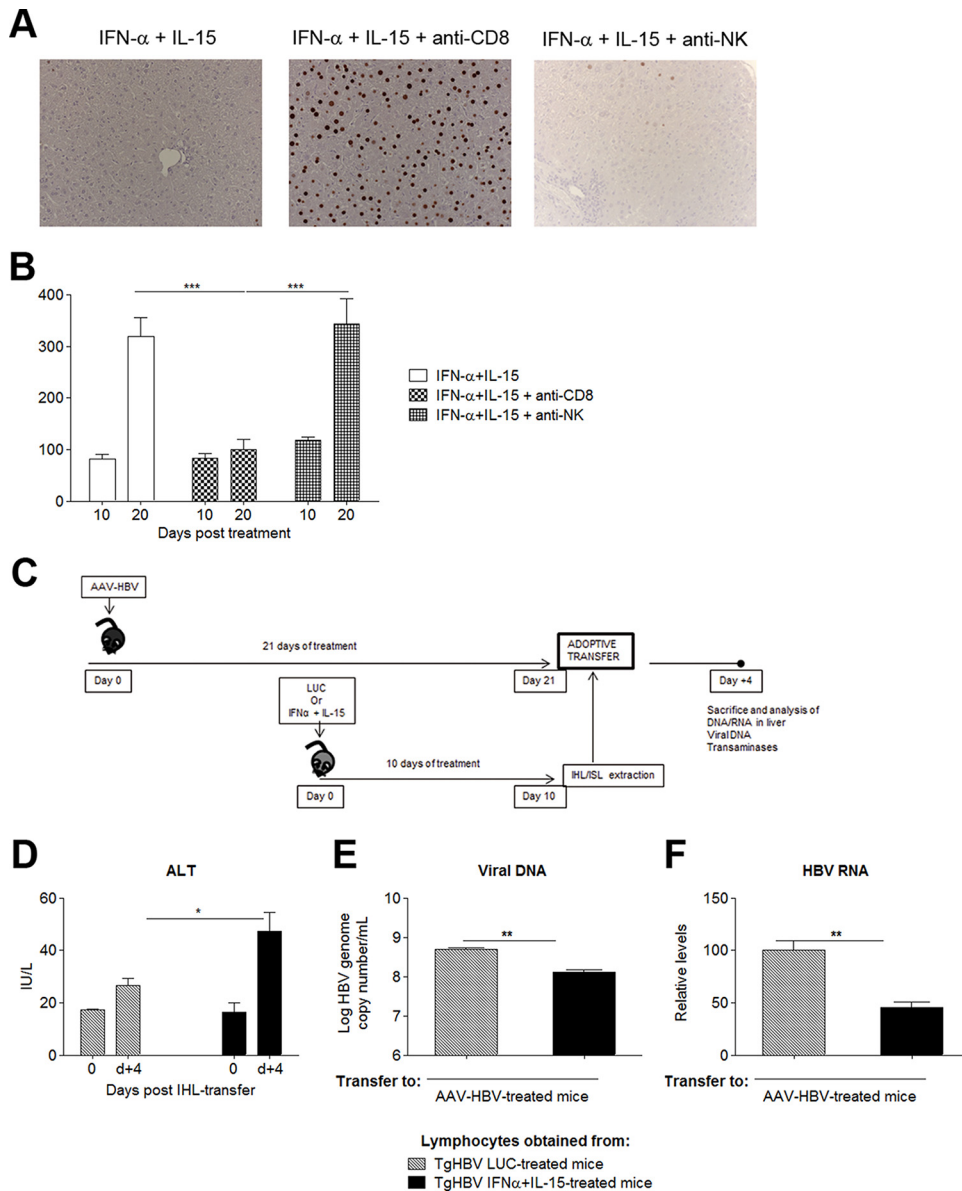 A
IFN-α + IL-15
IFN-α + IL-15 + anti-CD8
IFN-α + IL-15 + anti-NK
B
400
300
200
100
0
***
***
10
20
10
20
10
20
Days post treatment
IFN-α+IL-15
IFN-α+IL-15 + anti-CD8
IFN-α+IL-15 + anti-NK
C
AAV-HBV
21 days of treatment
Day 0
Day 21
ADOPTIVE
TRANSFER
Day +4
LUC
Or
IFNα + IL-15
10 days of treatment
Day 0
Day 10
IHL/ISL extraction
Sacrifice and analysis of
DNA/RNA in liver
Viral DNA
Transaminases
D
ALT
IU/L
60
40
20
0
*
0
d+4
0
d+4
Days post IHL-transfer
E
Viral DNA
Log HBV genome
copy number/mL
10
9
8
7
6
**
Transfer to:
AAV-HBV-treated mice
F
HBV RNA
Relative levels
150
100
50
0
**
Transfer to:
AAV-HBV-treated mice
Lymphocytes obtained from:
TgHBV LUC-treated mice
TgHBV IFNα+IL-15-treated mice